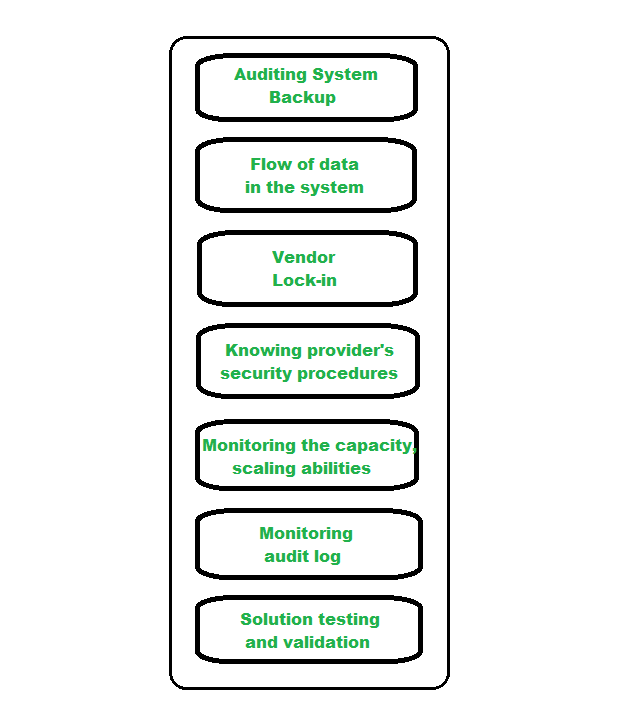 Auditing System
Backup
Flow of data
in the system
Vendor
Lock-in
Knowing provider's
security procedures
Monitoring the capacity,
scaling abilities
Monitoring
audit log
Solution testing
and validation